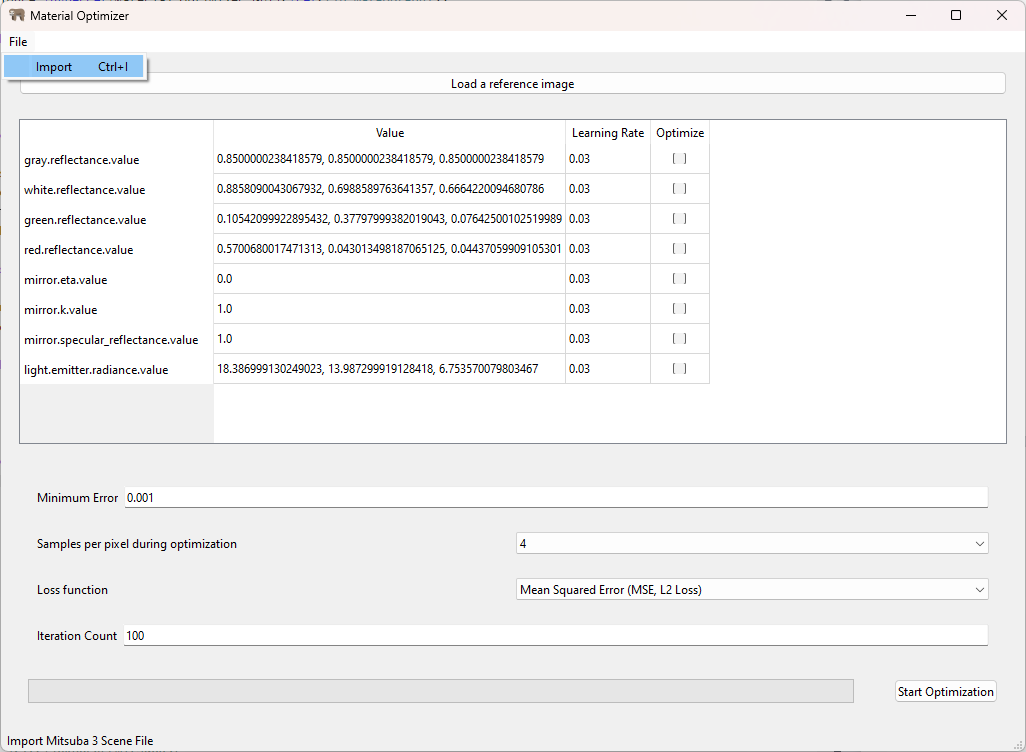 Material Optimizer
File
Import Ctrl+I
Load a reference image
Value Learning Rate Optimize
gray.reflectance.value 0.8500000238418579, 0.8500000238418579, 0.8500000238418579 0.03
white.reflectance.value 0.8858090043067932, 0.6988589763641357, 0.6664220094680786 0.03
green.reflectance.value 0.10542099922895432, 0.37797999382019043, 0.07642500102519989 0.03
red.reflectance.value 0.5700680017471313, 0.043013498187065125, 0.04437059909105301 0.03
mirror.eta.value 0.0 0.03
mirror.k.value 1.0 0.03
mirror.specular_reflectance.value 1.0 0.03
light.emitter.radiance.value 18.386999130249023, 13.987299919128418, 6.753570079803467 0.03
Minimum Error 0.001
Samples per pixel during optimization 4
Loss function Mean Squared Error (MSE, L2 Loss)
Iteration Count 100
Start Optimization
Import Mitsuba 3 Scene File